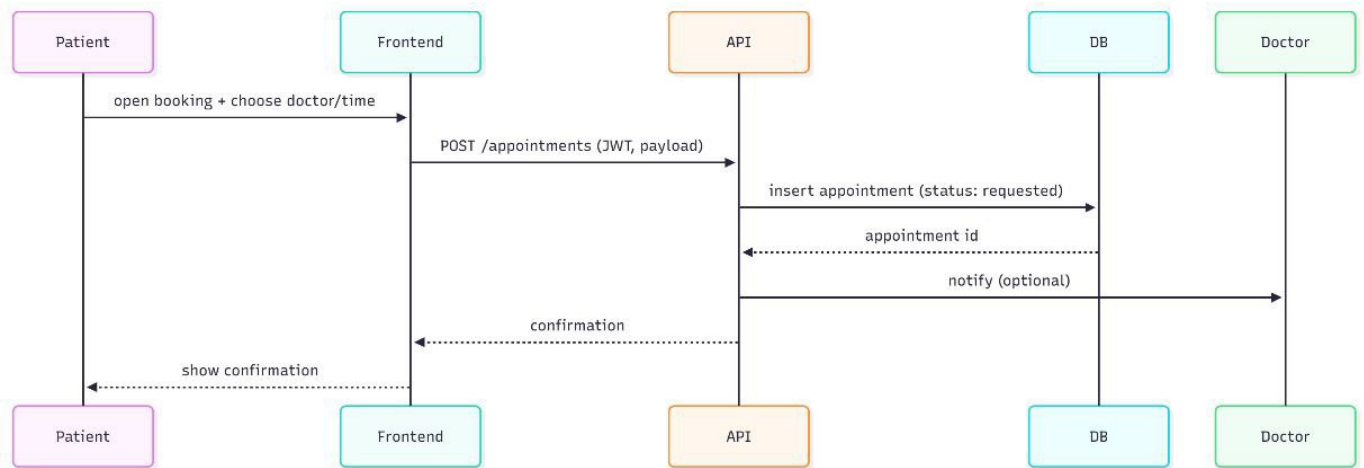 Patient
Frontend
API
DB
Doctor
open booking + choose doctor/time
POST /appointments (JWT, payload)
insert appointment (status: requested)
appointment id
notify (optional)
confirmation
show confirmation
Patient
Frontend
API
DB
Doctor